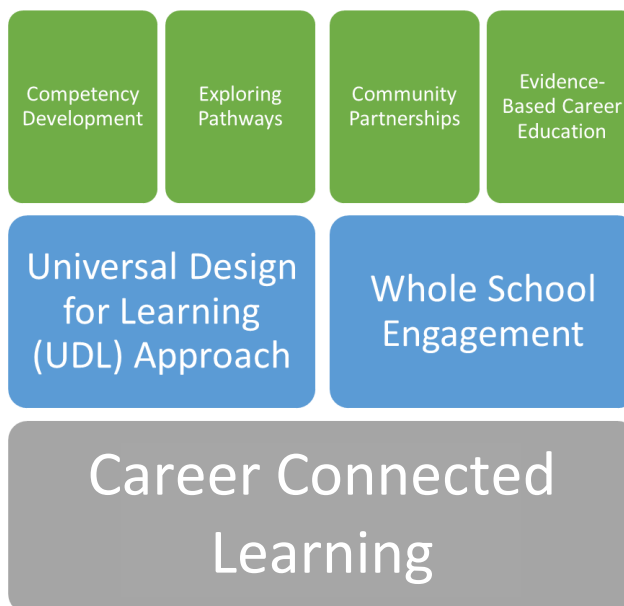 Competency
Development
Exploring
Pathways
Community
Partnerships
Evidence-
Based Career
Education
Universal Design
for Learning
(UDL) Approach
Whole School
Engagement
Career Connected
Learning